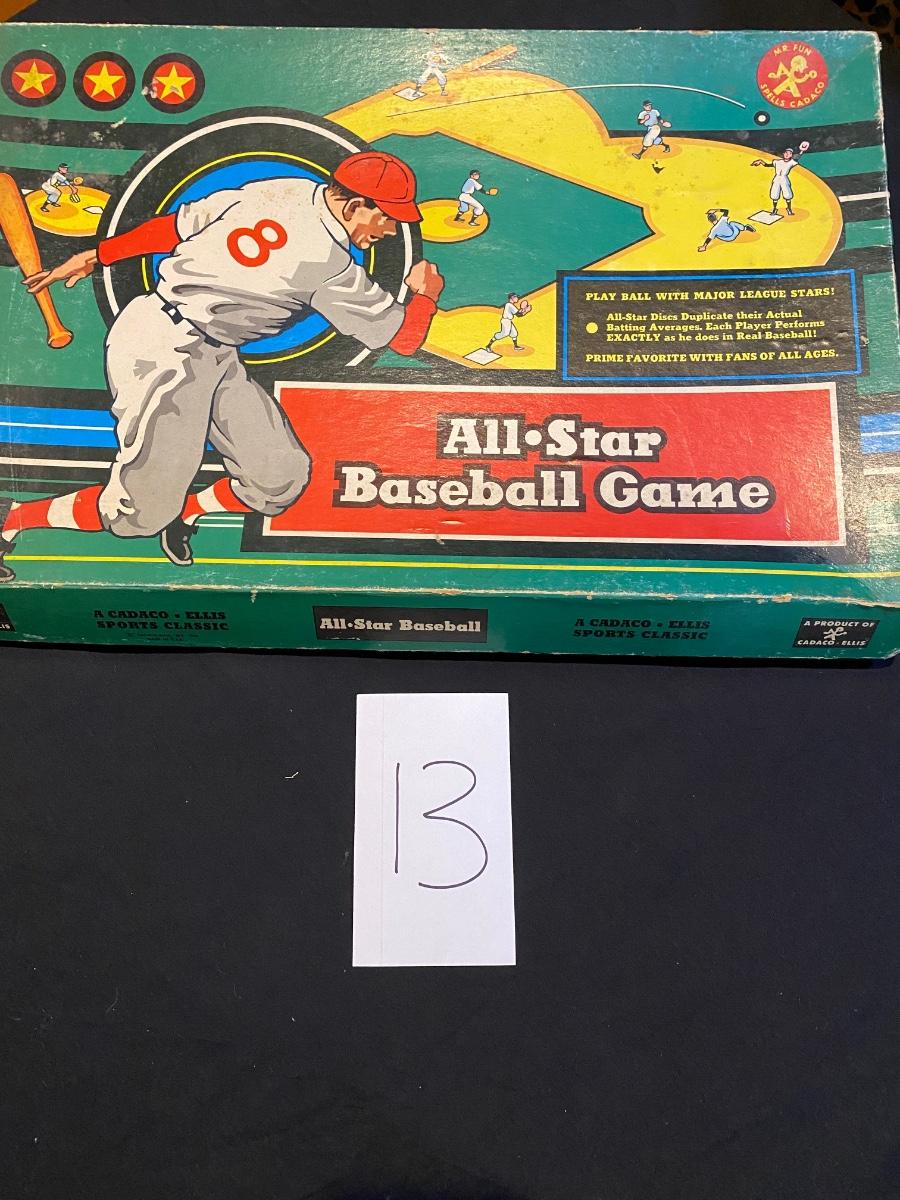 MR. FUN
SPELLS CADACO
8
PLAY BALL WITH MAJOR LEAGUE STARS!
All-Star Discs Duplicate their Actual
Batting Averages. Each Player Performs
EXACTLY as he does in Real Baseball!
PRIME FAVORITE WITH FANS OF ALL AGES.
All•Star
Baseball Game
A CADACO • ELLIS
SPORTS CLASSIC
All•Star Baseball
A CADACO • ELLIS
SPORTS CLASSIC
A PRODUCT OF
CADACO-ELLIS
13